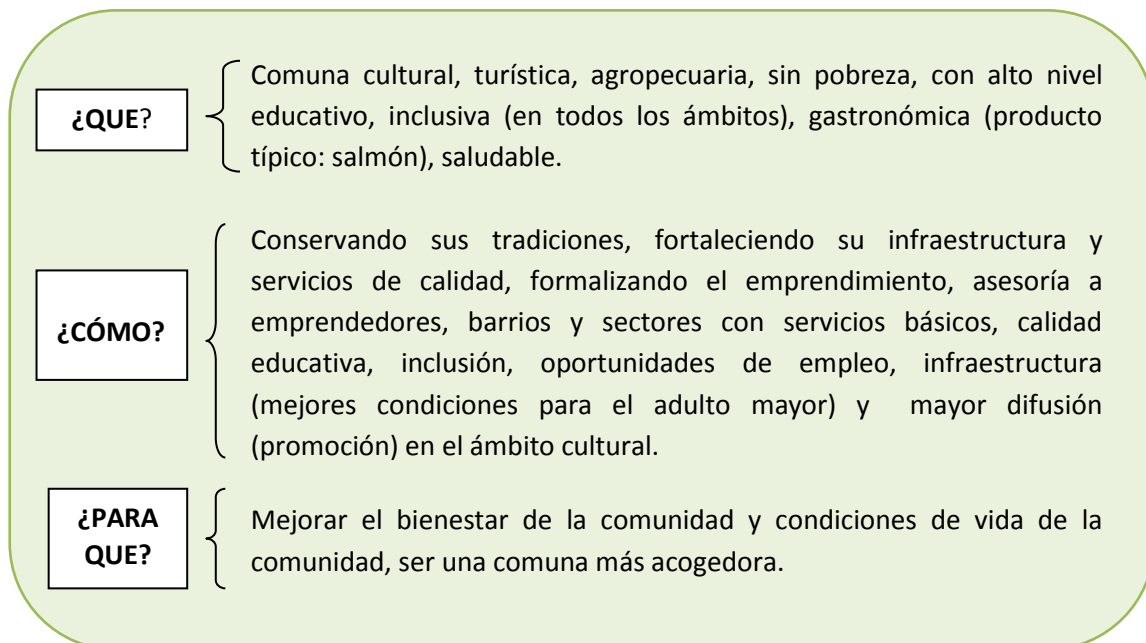 ¿QUE?
Comuna cultural, turística, agropecuaria, sin pobreza, con alto nivel
educativo, inclusiva (en todos los ámbitos), gastronómica (producto
típico: salmón), saludable.
¿CÓMO?
Conservando sus tradiciones, fortaleciendo su infraestructura y
servicios de calidad, formalizando el emprendimiento, asesoría a
emprendedores, barrios y sectores con servicios básicos, calidad
educativa, inclusión, oportunidades de empleo, infraestructura
(mejores condiciones para el adulto mayor) y mayor difusión
(promoción) en el ámbito cultural.
¿PARA
QUE?
Mejorar el bienestar de la comunidad y condiciones de vida de la
comunidad, ser una comuna más acogedora.